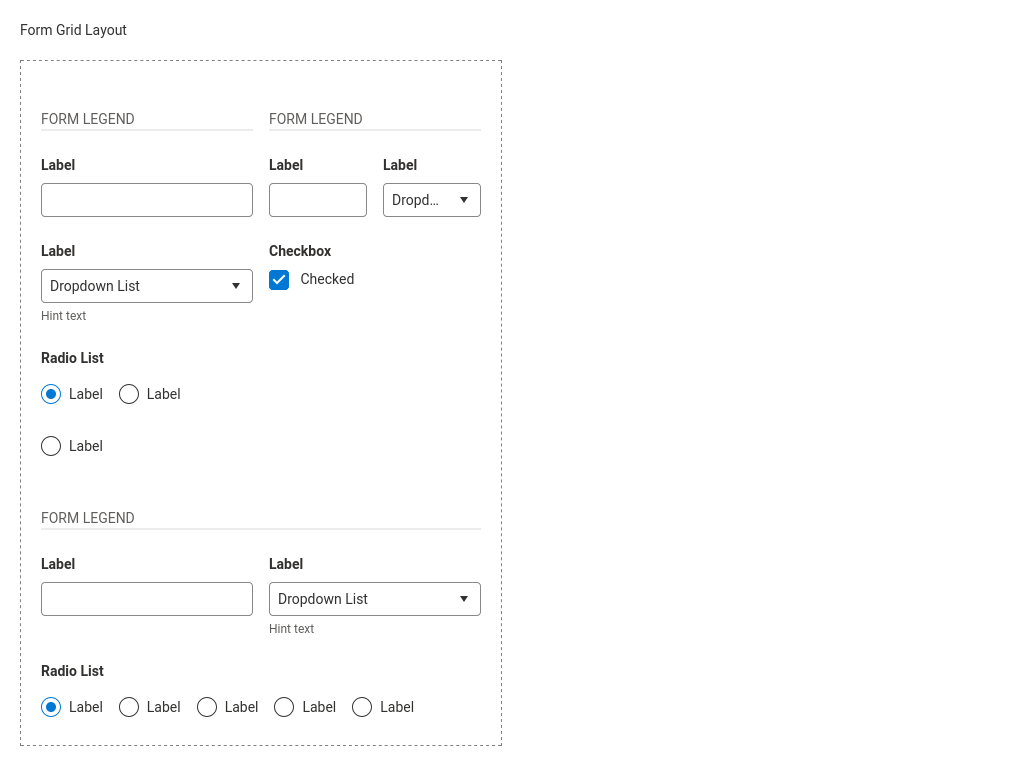 Form Grid Layout
FORM LEGEND FORM LEGEND
Label Label Label
Dropd...
Label Checkbox
Dropdown List Checked
Hint text
Radio List
Label Label
Label
FORM LEGEND
Label Label
Dropdown List
Hint text
Radio List
Label Label Label Label Label